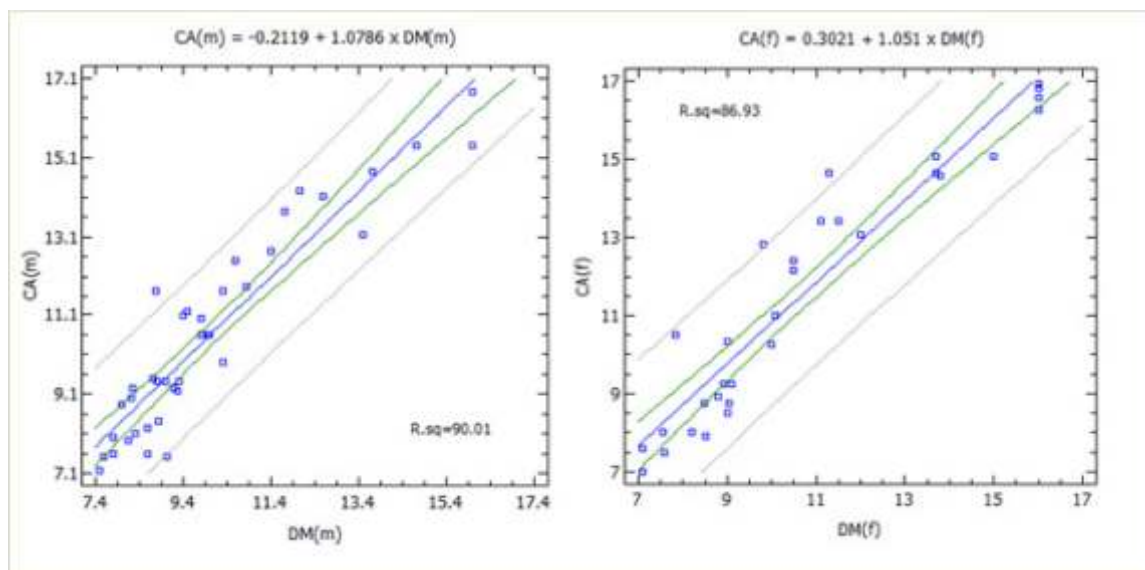 CA(m) = -0.2119 + 1.0786 x DM(m)
17.1
15.1
13.1
11.1
9.1
7.1
CA(m)
R.sq=90.01
7.4 9.4 11.4 13.4 15.4 17.4
DM(m)
CA(f) = 0.3021 + 1.051 x DM(f)
17
15
13
11
9
7
CA(f)
R.sq=86.93
7 9 11 13 15 17
DM(f)